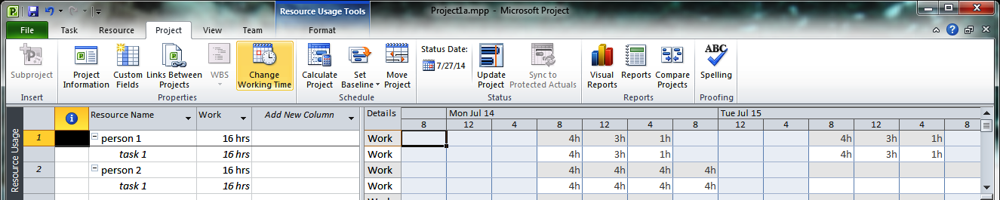 Resource Usage Tools
Project1a.mpp - Microsoft Project
File Task Resource Project View Team Format
Subproject
Project Information
Custom Fields
Links Between Projects
WBS
Change Working Time
Calculate Project
Set Baseline
Move Project
Status Date:
7/27/14
Update Project
Sync to Protected Actuals
Visual Reports
Reports
Compare Projects
ABC
Spelling
Insert Properties Schedule Status Reports Proofing
Resource Usage
Resource Name Work Add New Column Details Mon Jul 14 Tue Jul 15
8 12 4 8 12 4 8 12 4 8 12 4 8
1 person 1 16 hrs Work 4h 3h 1h 4h 3h 1h
task 1 16 hrs Work 4h 3h 1h 4h 3h 1h
2 person 2 16 hrs Work 4h 4h 4h 4h
task 1 16 hrs Work 4h 4h 4h 4h